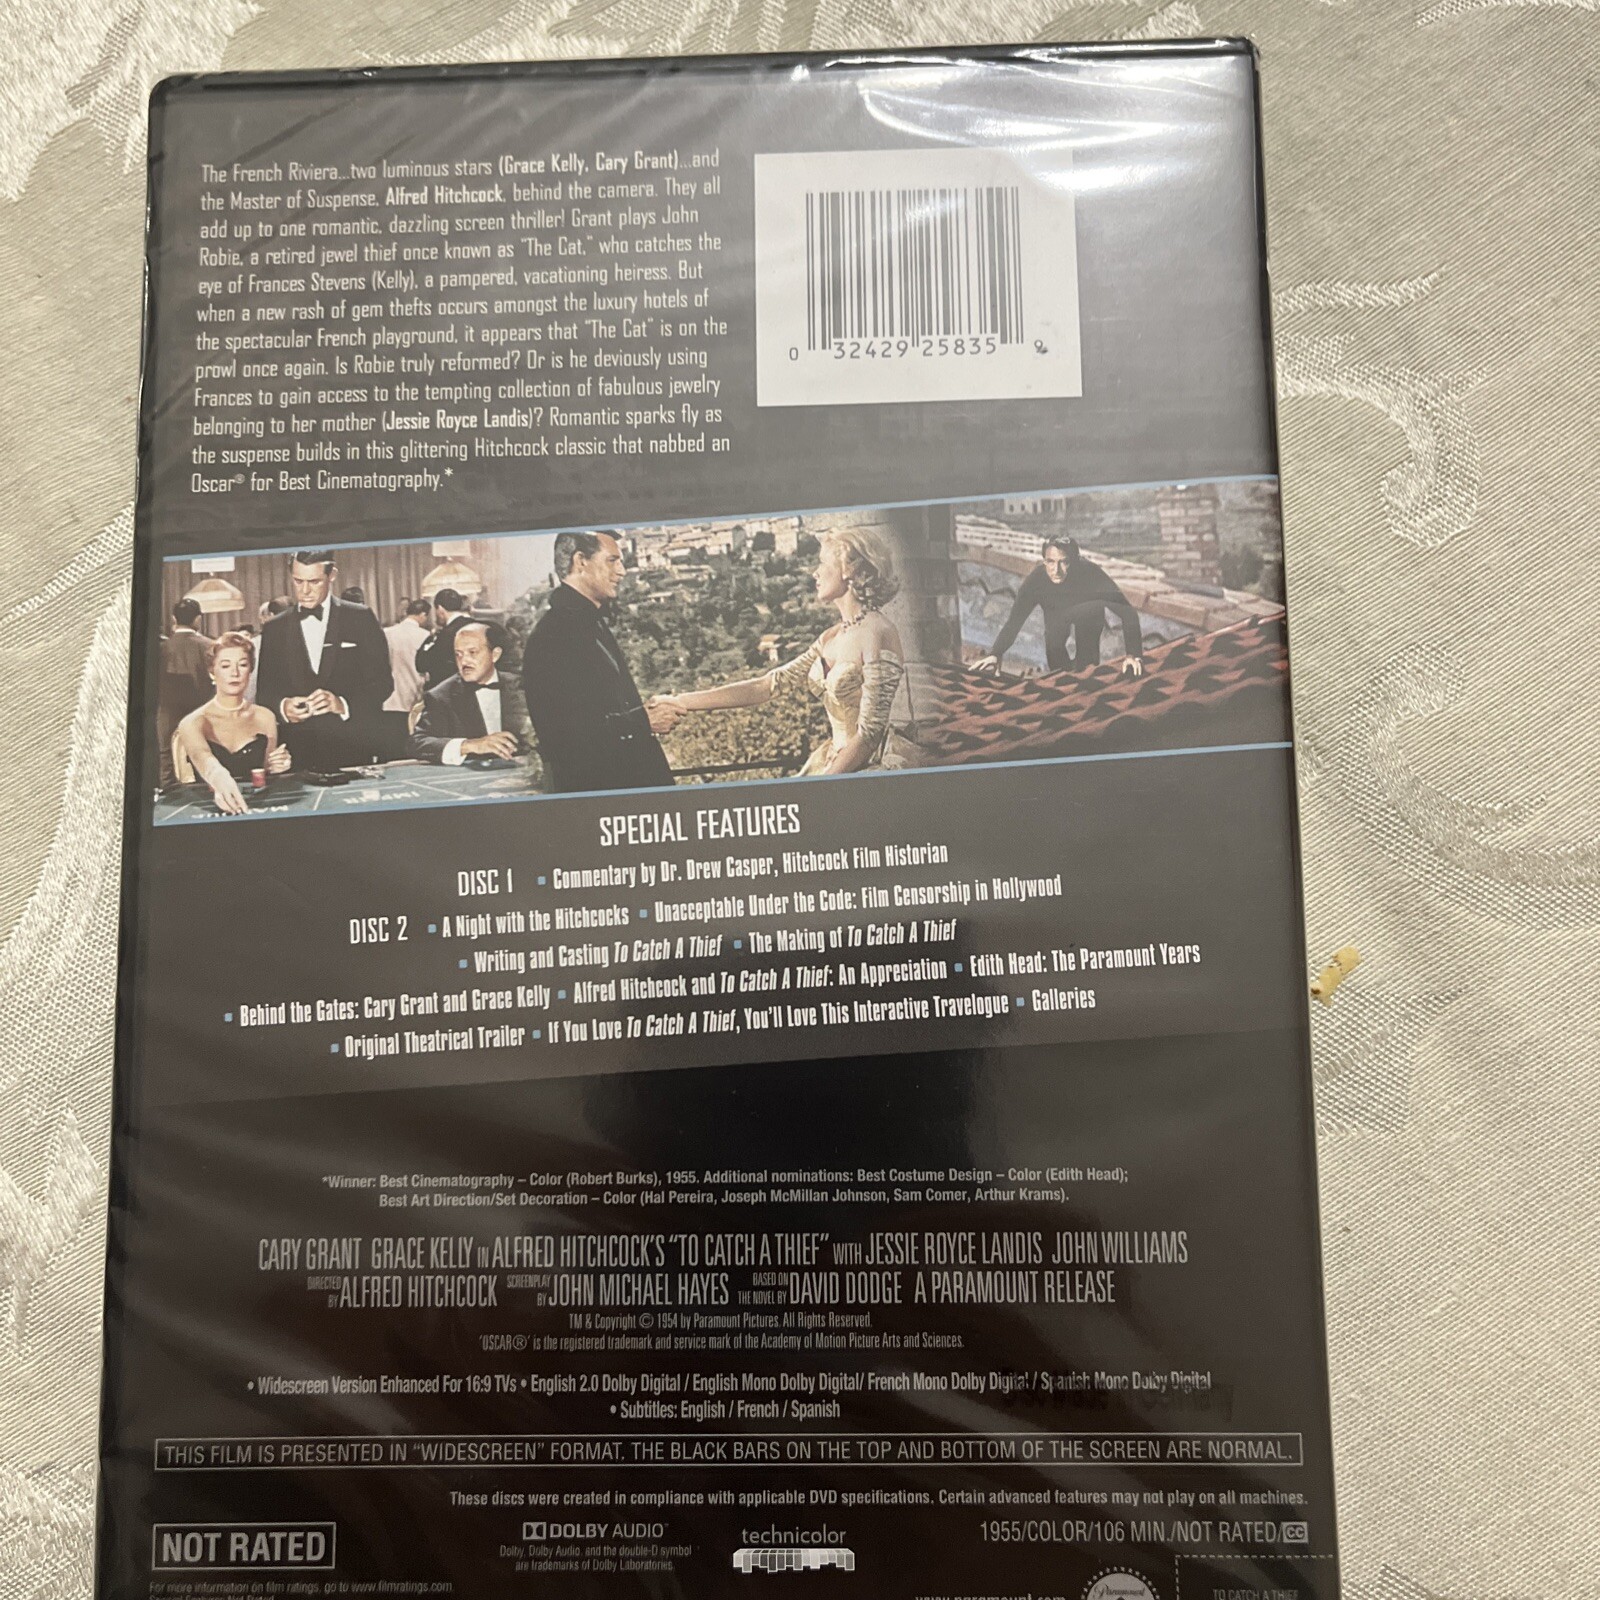 The French Riviera...two luminous stars (Grace Kelly, Cary Grant)...and
the Master of Suspense, Alfred Hitchcock, behind the camera. They all
add up to one romantic, dazzling screen thriller! Grant plays John
Robie, a retired jewel thief once known as "The Cat," who catches the
eye of Frances Stevens (Kelly), a pampered, vacationing heiress. But
when a new rash of gem thefts occurs amongst the luxury hotels of
the spectacular French playground, it appears that "The Cat" is on the
prowl once again. Is Robie truly reformed? Or is he deviously using
Frances to gain access to the tempting collection of fabulous jewelry
belonging to her mother (Jessie Royce Landis)? Romantic sparks fly as
the suspense builds in this glittering Hitchcock classic that nabbed an
Oscar® for Best Cinematography.*
0 32429 25835 9
SPECIAL FEATURES
DISC 1 ▪ Commentary by Dr. Drew Casper, Hitchcock Film Historian
DISC 2 ▪ A Night with the Hitchcocks ▪ Unacceptable Under the Code: Film Censorship in Hollywood
▪ Writing and Casting To Catch A Thief ▪ The Making of To Catch A Thief
▪ Behind the Gates: Cary Grant and Grace Kelly ▪ Alfred Hitchcock and To Catch A Thief: An Appreciation ▪ Edith Head: The Paramount Years
▪ Original Theatrical Trailer ▪ If You Love To Catch A Thief, You'll Love This Interactive Travelogue ▪ Galleries
*Winner: Best Cinematography – Color (Robert Burks), 1955. Additional nominations: Best Costume Design – Color (Edith Head);
Best Art Direction/Set Decoration – Color (Hal Pereira, Joseph McMillan Johnson, Sam Comer, Arthur Krams).
CARY GRANT GRACE KELLY IN ALFRED HITCHCOCK'S "TO CATCH A THIEF" WITH JESSIE ROYCE LANDIS JOHN WILLIAMS
DIRECTED BY ALFRED HITCHCOCK SCREENPLAY BY JOHN MICHAEL HAYES BASED ON THE NOVEL BY DAVID DODGE A PARAMOUNT RELEASE
TM & Copyright © 1954 by Paramount Pictures. All Rights Reserved.
'OSCAR®' is the registered trademark and service mark of the Academy of Motion Picture Arts and Sciences.
• Widescreen Version Enhanced For 16:9 TVs • English 2.0 Dolby Digital / English Mono Dolby Digital/ French Mono Dolby Digital / Spanish Mono Dolby Digital
• Subtitles: English / French / Spanish
THIS FILM IS PRESENTED IN "WIDESCREEN" FORMAT. THE BLACK BARS ON THE TOP AND BOTTOM OF THE SCREEN ARE NORMAL.
These discs were created in compliance with applicable DVD specifications. Certain advanced features may not play on all machines.
NOT RATED
DOLBY AUDIO™
Dolby, Dolby Audio, and the double-D symbol
are trademarks of Dolby Laboratories.
technicolor
1955/COLOR/106 MIN./NOT RATED/CC
For more information on film ratings, go to www.filmratings.com.
Special Features Not Rated
www.paramount.com
Paramount
TO CATCH A THIEF